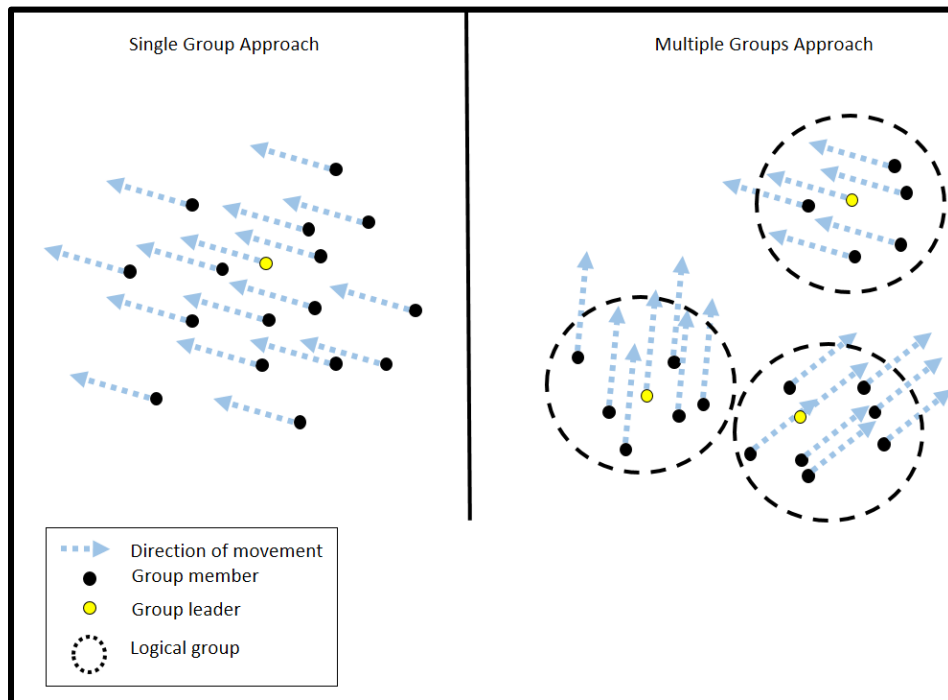 Single Group Approach
Multiple Groups Approach
Direction of movement
Group member
Group leader
Logical group